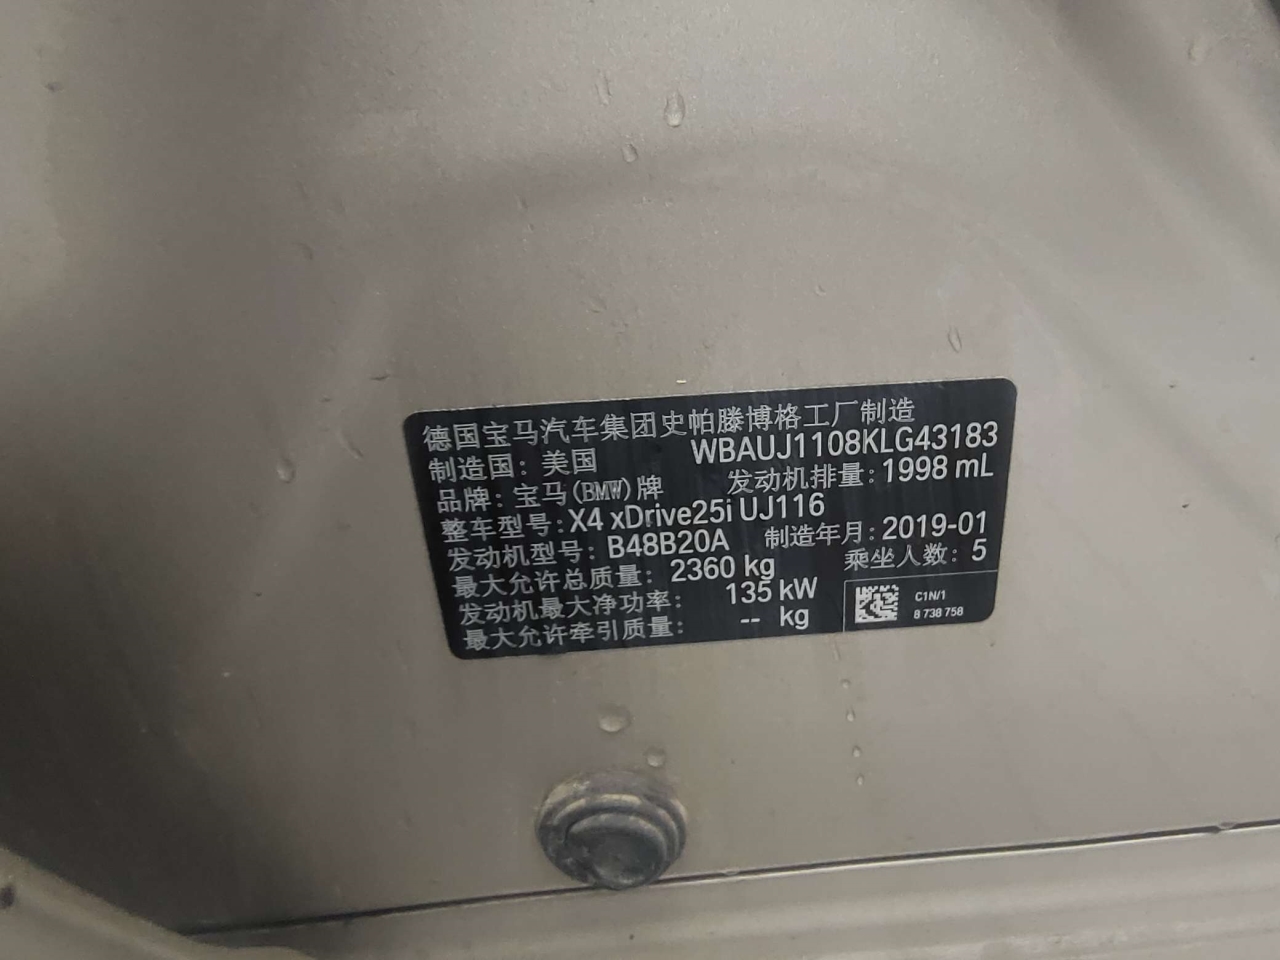 德国宝马汽车集团史帕滕博格工厂制造
制造国: 美国 WBAUJ1108KLG43183
品牌: 宝马(BMW)牌 发动机排量: 1998 mL
整车型号: X4 xDrive25i UJ116
发动机型号: B48B20A 制造年月: 2019-01
最大允许总质量: 2360 kg 乘坐人数: 5
发动机最大净功率: 135 kW
最大允许牵引质量: -- kg
C1N/1
8 738 758